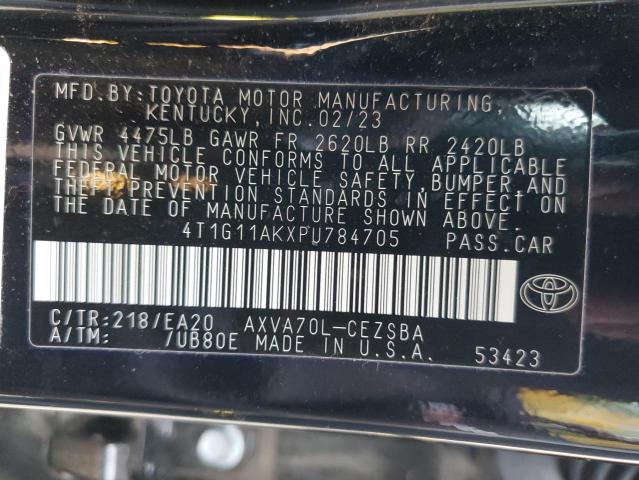 MFD.BY:TOYOTA MOTOR MANUFACTURING,
KENTUCKY,INC.02/23
GVWR 4475LB GAWR FR 2620LB RR 2420LB
THIS VEHICLE CONFORMS TO ALL APPLICABLE
FEDERAL MOTOR VEHICLE SAFETY,BUMPER,AND
THEFT PREVENTION STANDARDS IN EFFECT ON
THE DATE OF MANUFACTURE SHOWN ABOVE.
4T1G11AKXPU784705 PASS.CAR
C/TR:218/EA20 AXVA70L-CEZSBA
A/TM: /UB80E MADE IN U.S.A. 53423